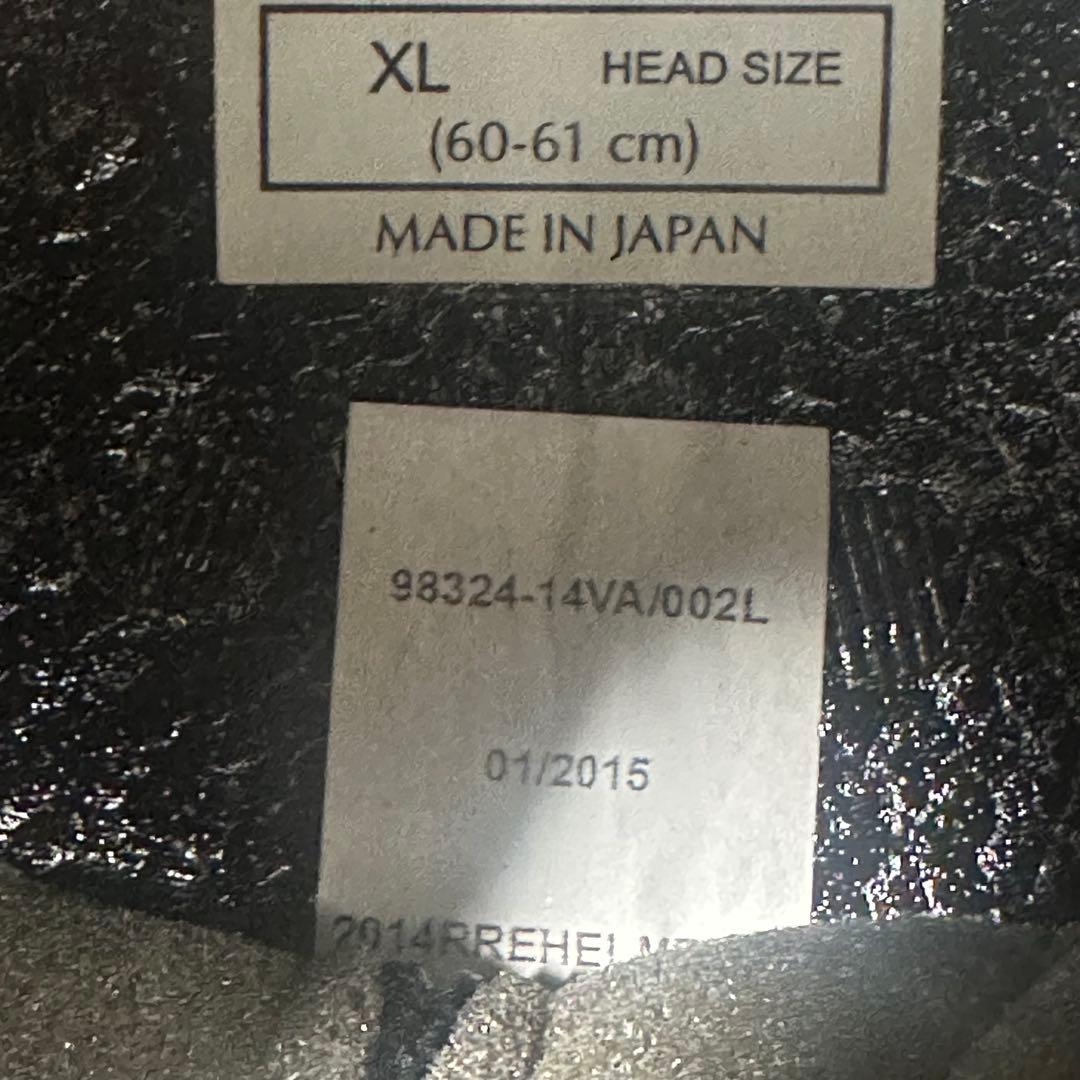 XL HEAD SIZE
(60-61 cm)
MADE IN JAPAN
98324-14VA/002L
01/2015